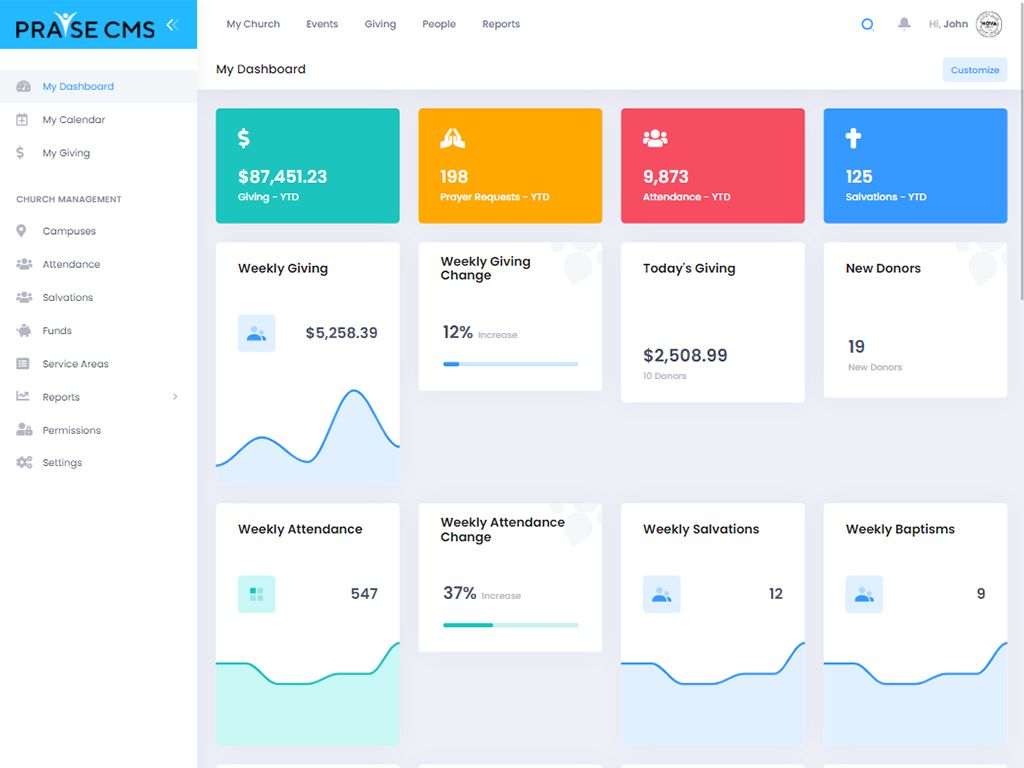 PRAISE CMS
My Church Events Giving People Reports
Hi, John
My Dashboard
Customize
My Dashboard
My Calendar
My Giving
CHURCH MANAGEMENT
Campuses
Attendance
Salvations
Funds
Service Areas
Reports
Permissions
Settings
$87,451.23
Giving - YTD
198
Prayer Requests - YTD
9,873
Attendance - YTD
125
Salvations - YTD
Weekly Giving
$5,258.39
Weekly Giving
Change
12% Increase
Today's Giving
$2,508.99
10 Donors
New Donors
19
New Donors
Weekly Attendance
547
Weekly Attendance
Change
37% Increase
Weekly Salvations
12
Weekly Baptisms
9